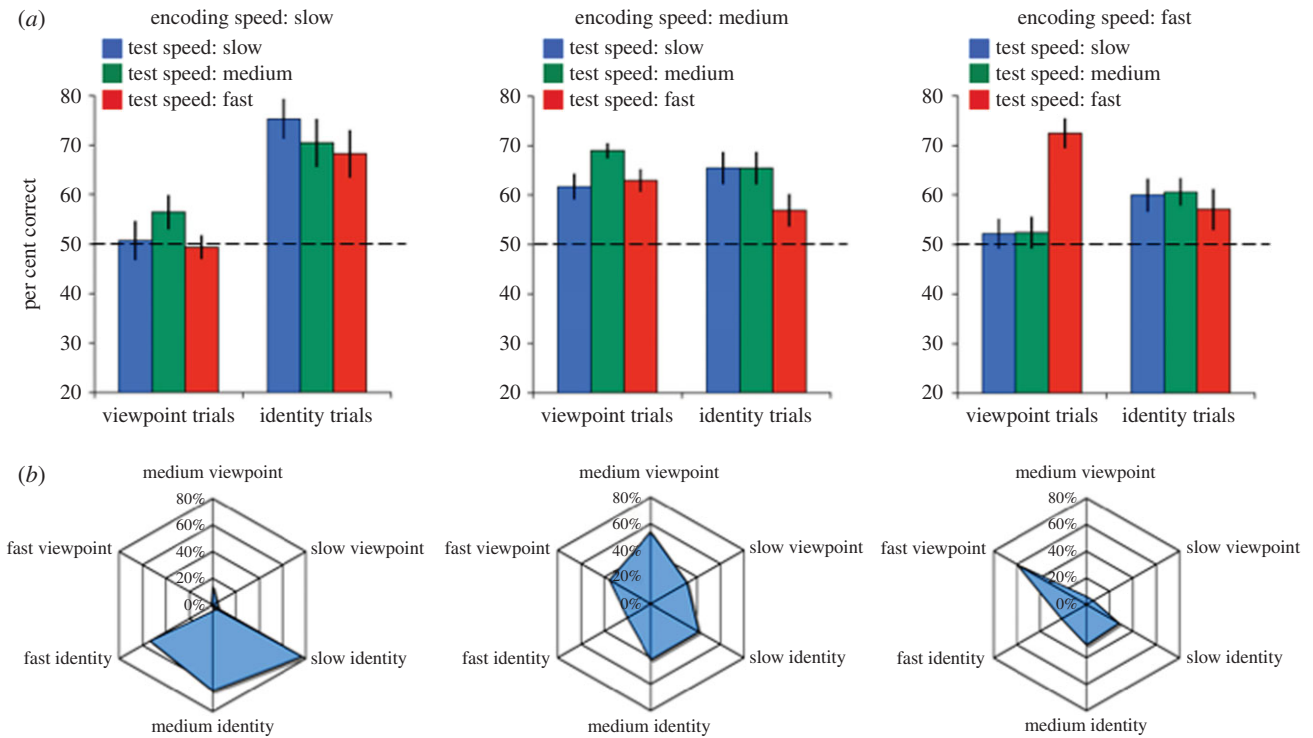 (a)
encoding speed: slow
test speed: slow
test speed: medium
test speed: fast
per cent correct
80
70
60
50
40
30
20
viewpoint trials identity trials
encoding speed: medium
test speed: slow
test speed: medium
test speed: fast
80
70
60
50
40
30
20
viewpoint trials identity trials
encoding speed: fast
test speed: slow
test speed: medium
test speed: fast
80
70
60
50
40
30
20
viewpoint trials identity trials
(b)
medium viewpoint
80%
60%
40%
20%
0%
fast viewpoint
slow viewpoint
fast identity
slow identity
medium identity
medium viewpoint
80%
60%
40%
20%
0%
fast viewpoint
slow viewpoint
fast identity
slow identity
medium identity
medium viewpoint
80%
60%
40%
20%
0%
fast viewpoint
slow viewpoint
fast identity
slow identity
medium identity